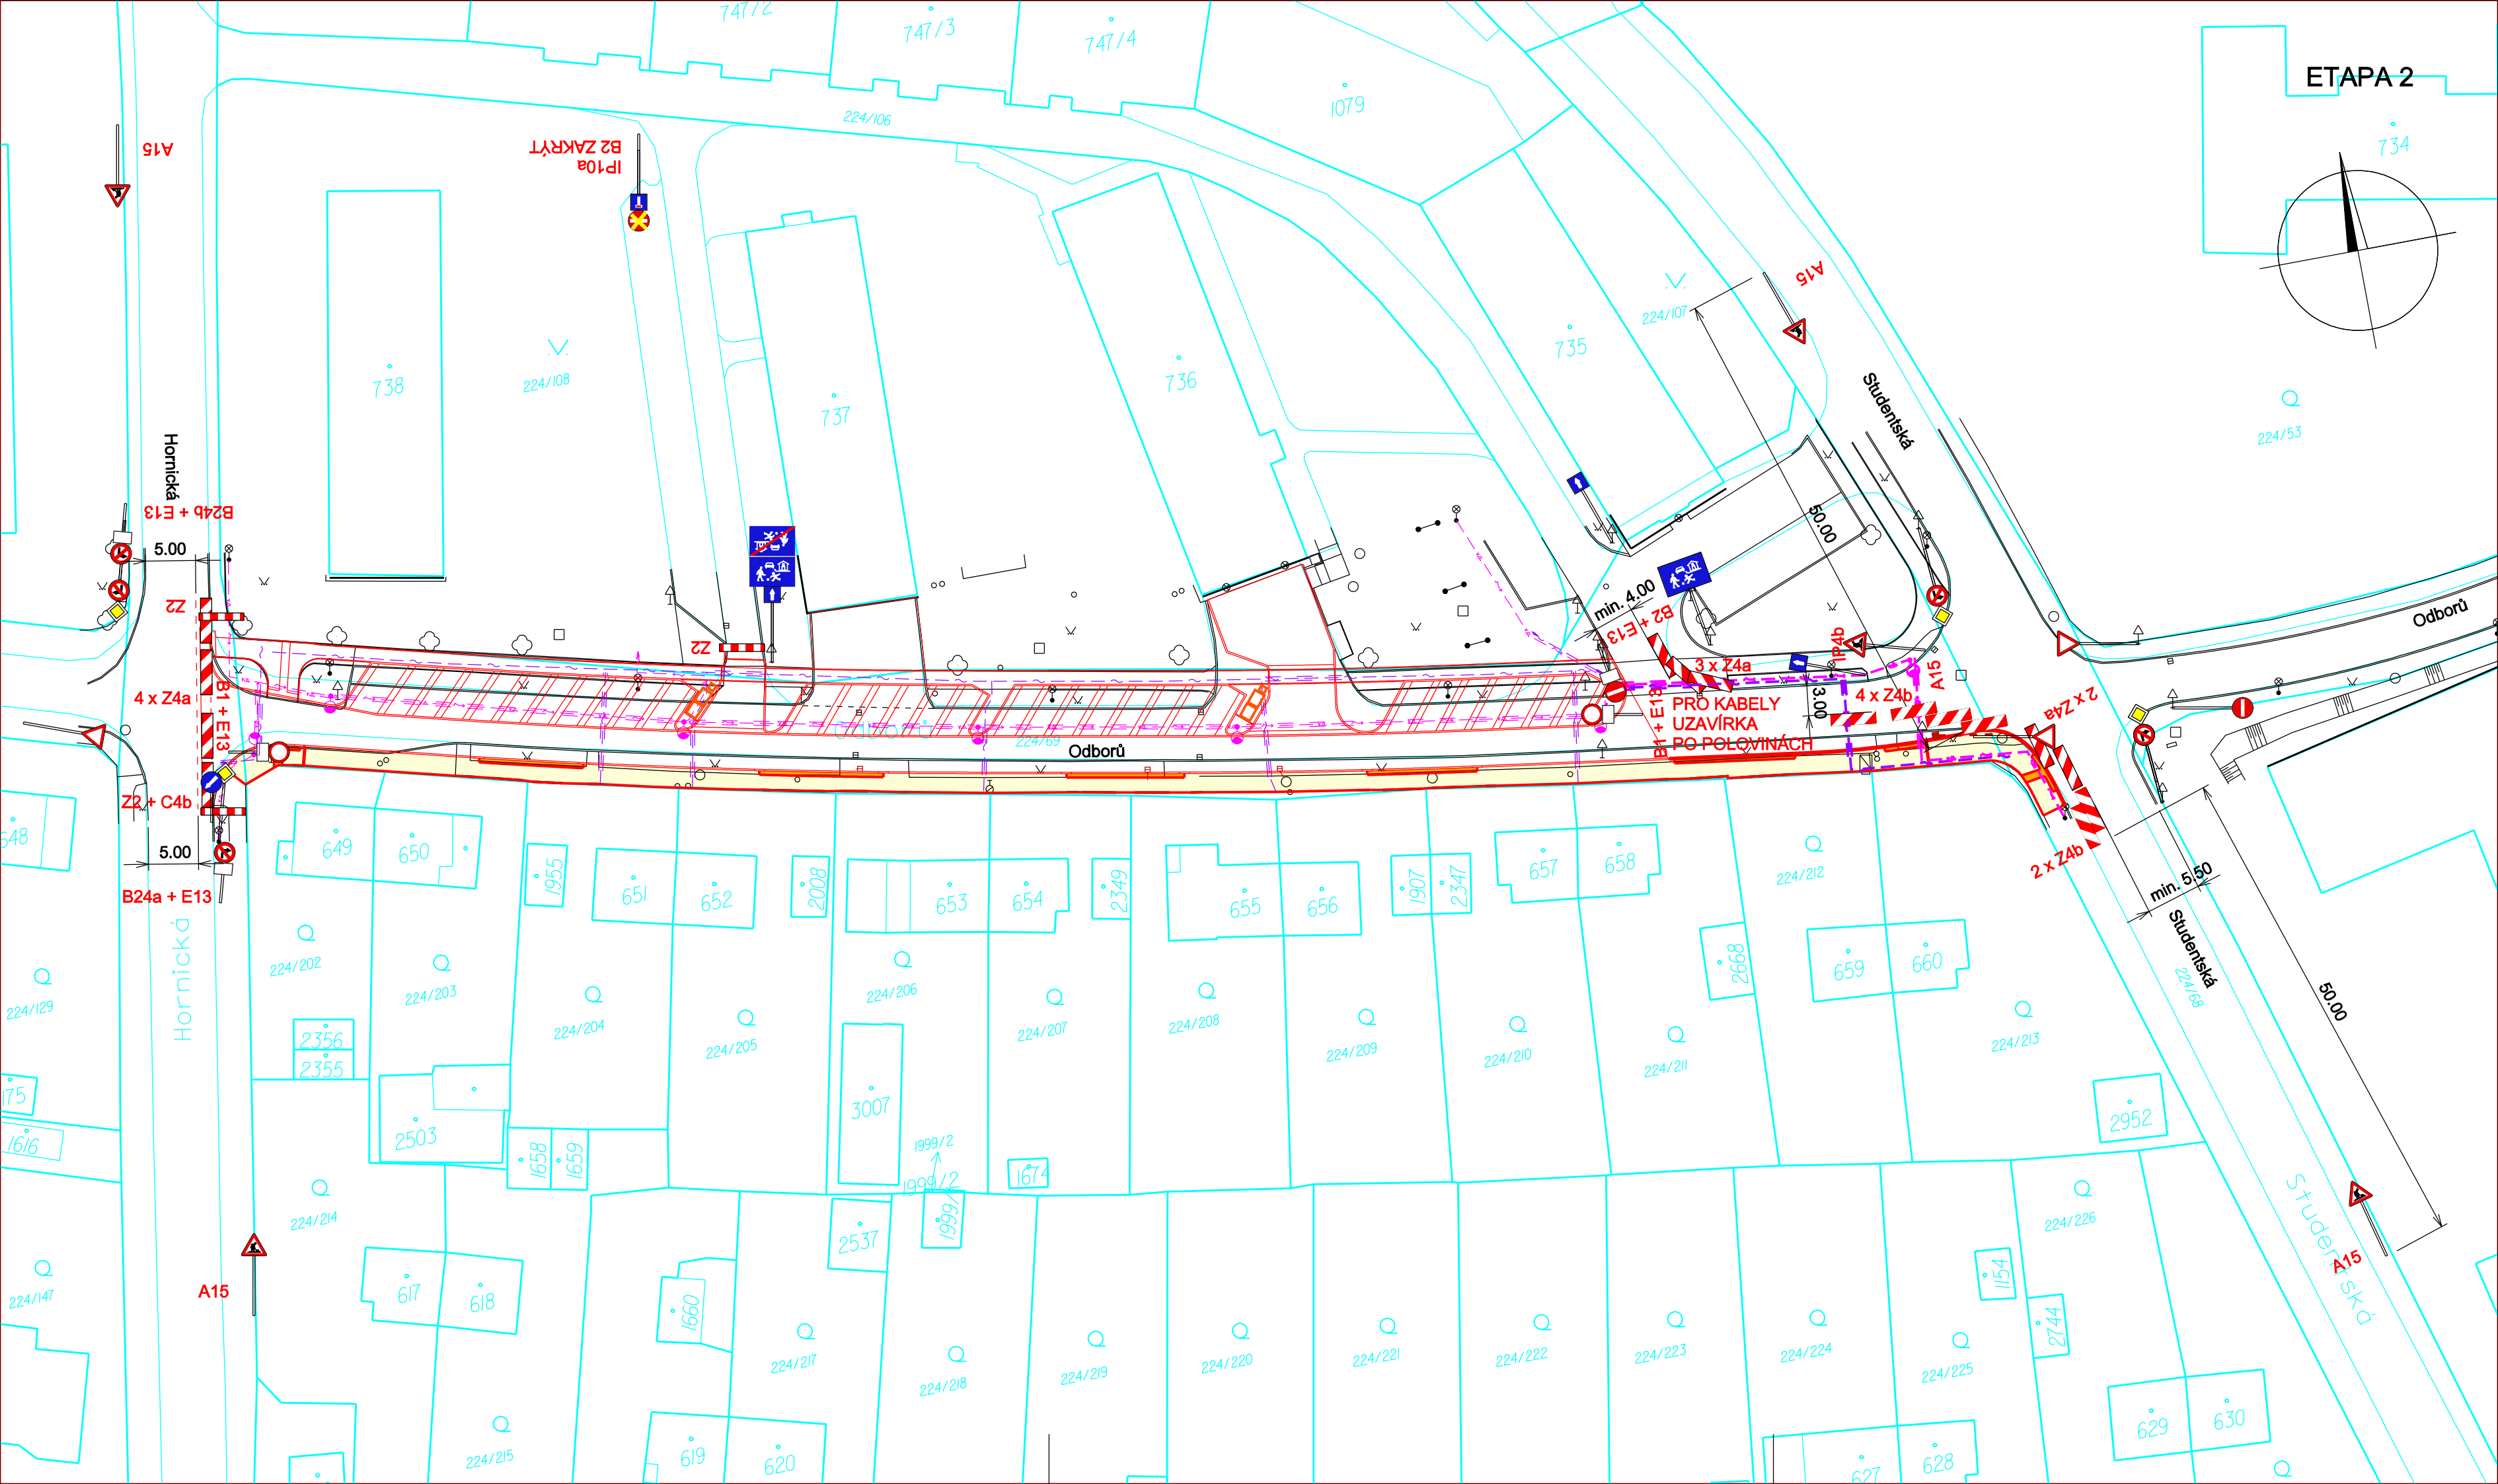 747/2
747/3
747/4
ETAPA 2
1079
224/106
734
A15
B2 ZAKRÝT
IP10a
A15
224/107
735
738
224/108
736
737
Studentská
224/53
Hornická
B24b + E13
50.00
5.00
Z2
min. 4.00
E13 + B2
Odborů
Z2
IP4b
3 x Z4a
A15
4 x Z4a
B1 + E13
B1 + E13
PRO KABELY
UZAVÍRKA
PO POLOVINÁCH
3.00
4 x Z4b
2 x Z4a
224/69
Odborů
Z2 + C4b
648
649
650
5.00
B24a + E13
1955
651
652
2008
653
654
2349
655
656
1907
2347
657
658
224/212
2 x Z4b
min. 5.50
Studentská
224/68
50.00
Hornická
224/129
224/202
224/203
224/204
224/205
224/206
224/207
224/208
224/209
224/210
224/211
2668
659
660
224/213
2356
2355
175
1616
2503
1658
1659
3007
1999/2
1999/2
1999/
1674
2952
Studentská
224/214
224/226
224/147
A15
617
618
1660
2537
1154
2744
A15
224/217
224/218
224/219
224/220
224/221
224/222
224/223
224/224
224/225
224/215
619
620
627
628
629
630